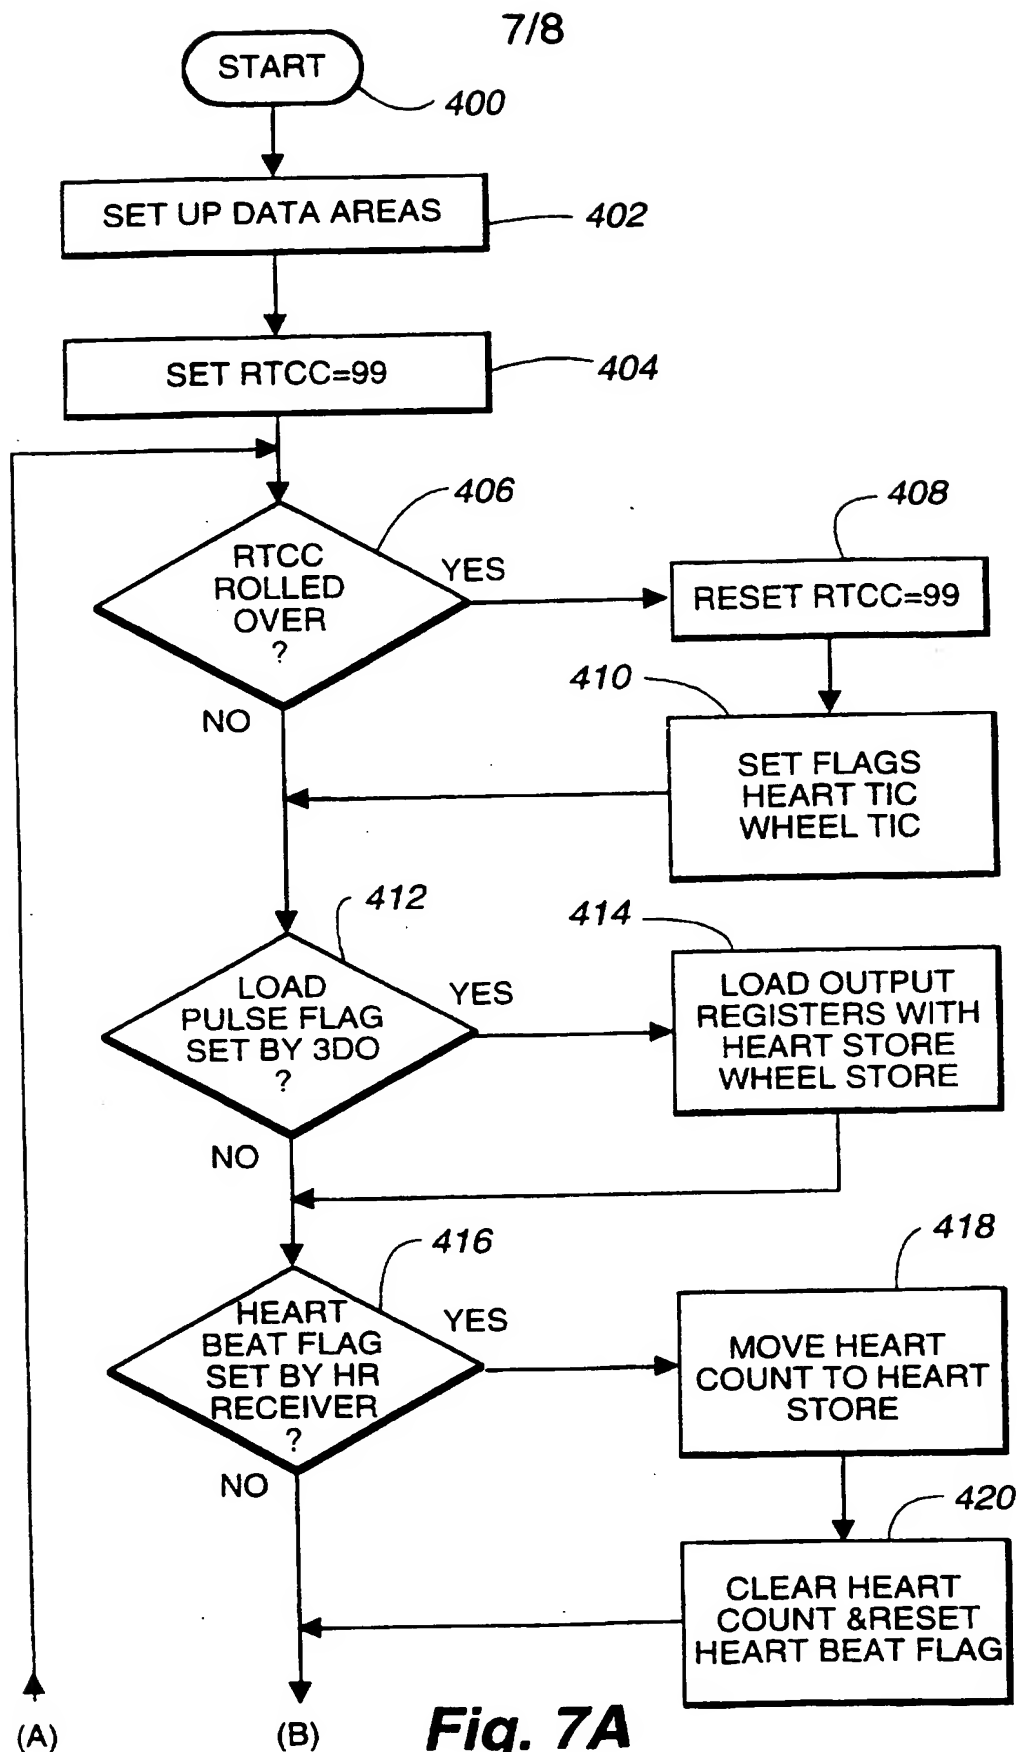 7/8
START
400
SET UP DATA AREAS
402
SET RTCC=99
404
406
RTCC
ROLLED
OVER
?
YES
NO
408
RESET RTCC=99
410
SET FLAGS
HEART TIC
WHEEL TIC
412
LOAD
PULSE FLAG
SET BY 3DO
?
YES
NO
414
LOAD OUTPUT
REGISTERS WITH
HEART STORE
WHEEL STORE
416
HEART
BEAT FLAG
SET BY HR
RECEIVER
?
YES
NO
418
MOVE HEART
COUNT TO HEART
STORE
420
CLEAR HEART
COUNT &RESET
HEART BEAT FLAG
(A)
(B)
Fig. 7A